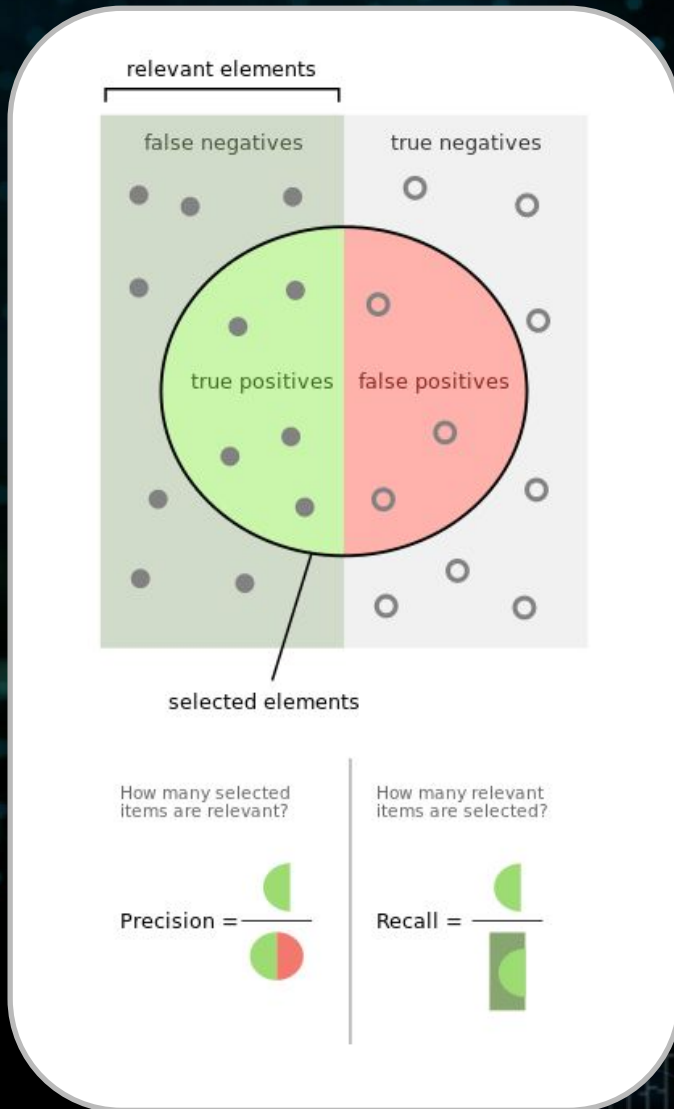 relevant elements
false negatives
true negatives
true positives
false positives
selected elements
How many selected
items are relevant?
Precision =
How many relevant
items are selected?
Recall =